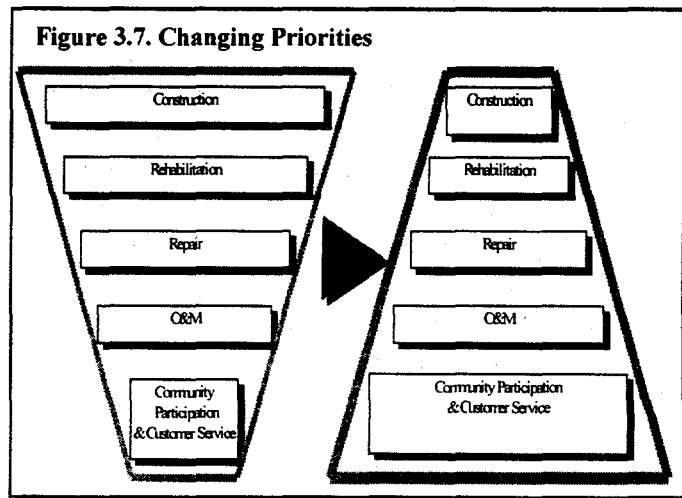 Figure 3.7. Changing Priorities
Construction
Rehabilitation
Repair
O&M
Community
Participation
& Customer Service
Construction
Rehabilitation
Repair
O&M
Community Participation
& Customer Service